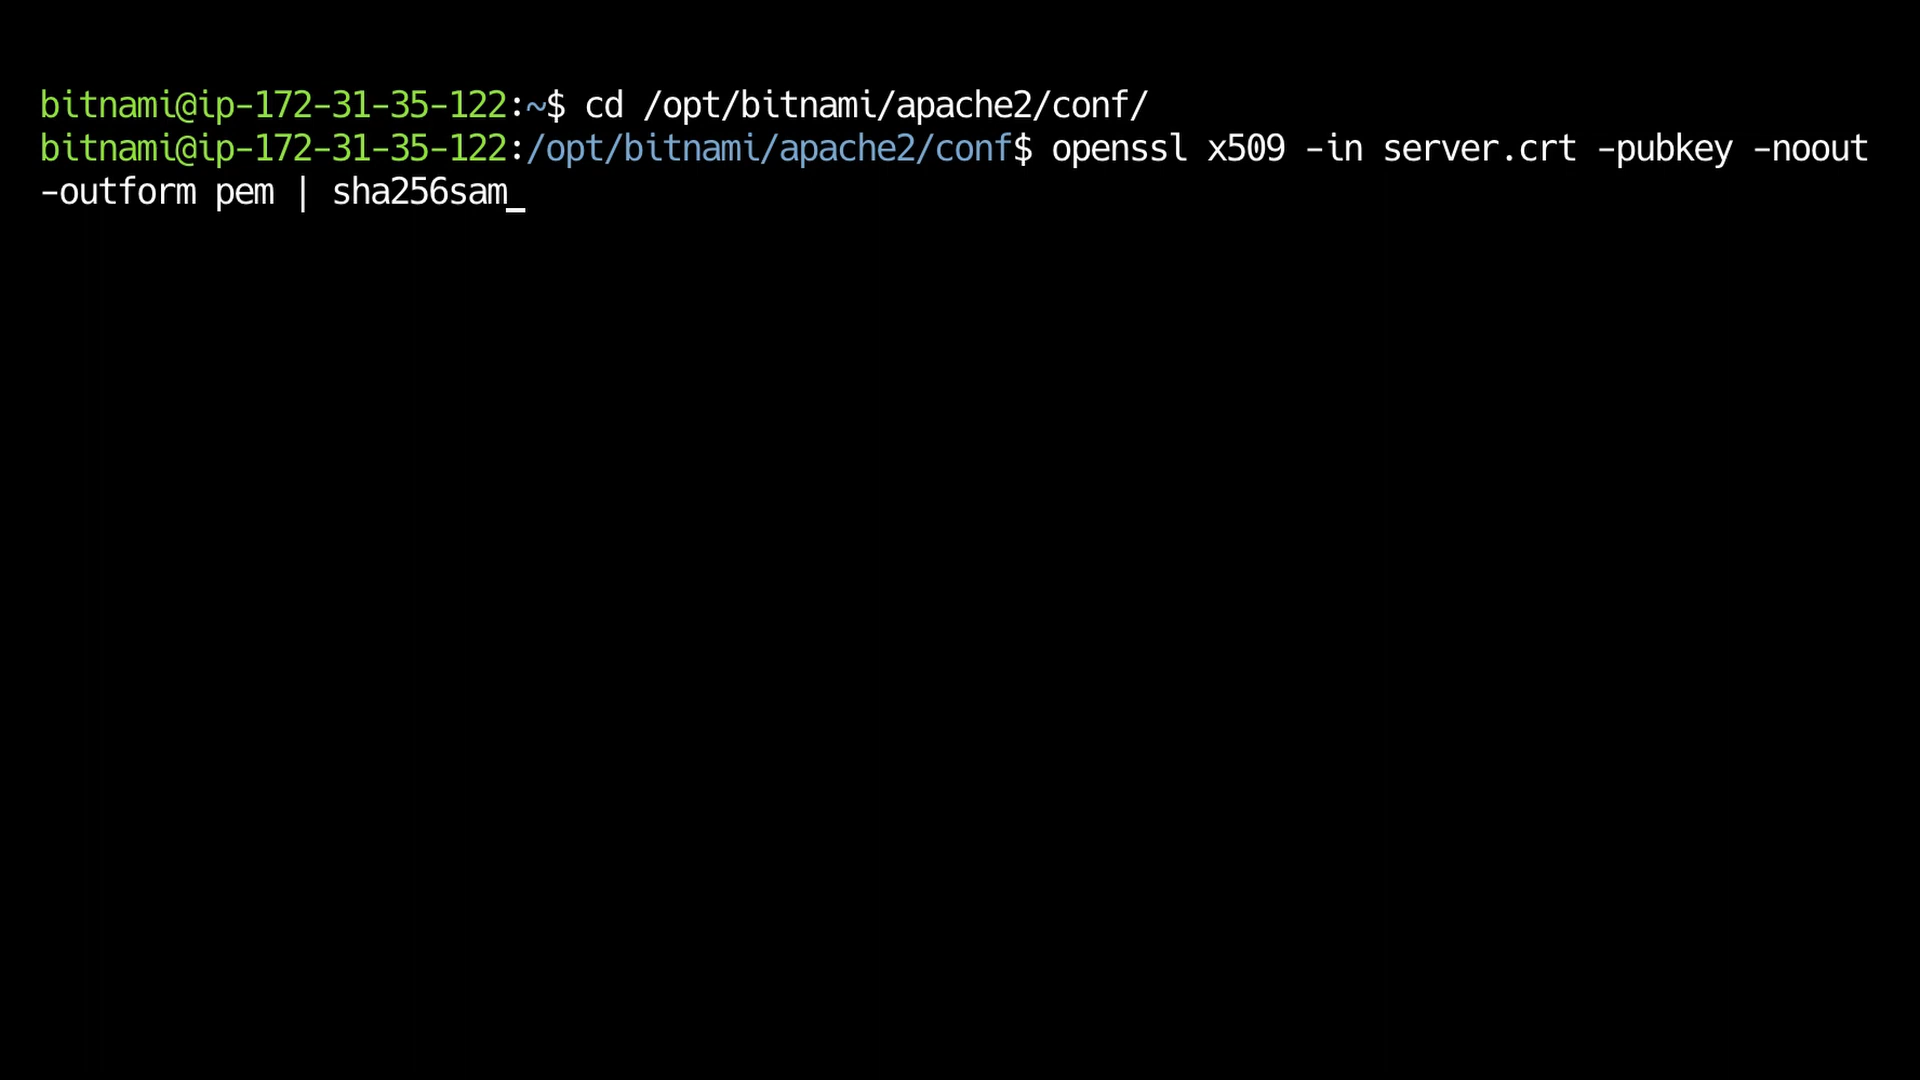 bitnami@ip-172-31-35-122:~$ cd /opt/bitnami/apache2/conf/
bitnami@ip-172-31-35-122:/opt/bitnami/apache2/conf$ openssl x509 -in server.crt -pubkey -noout
-outform pem | sha256sam_